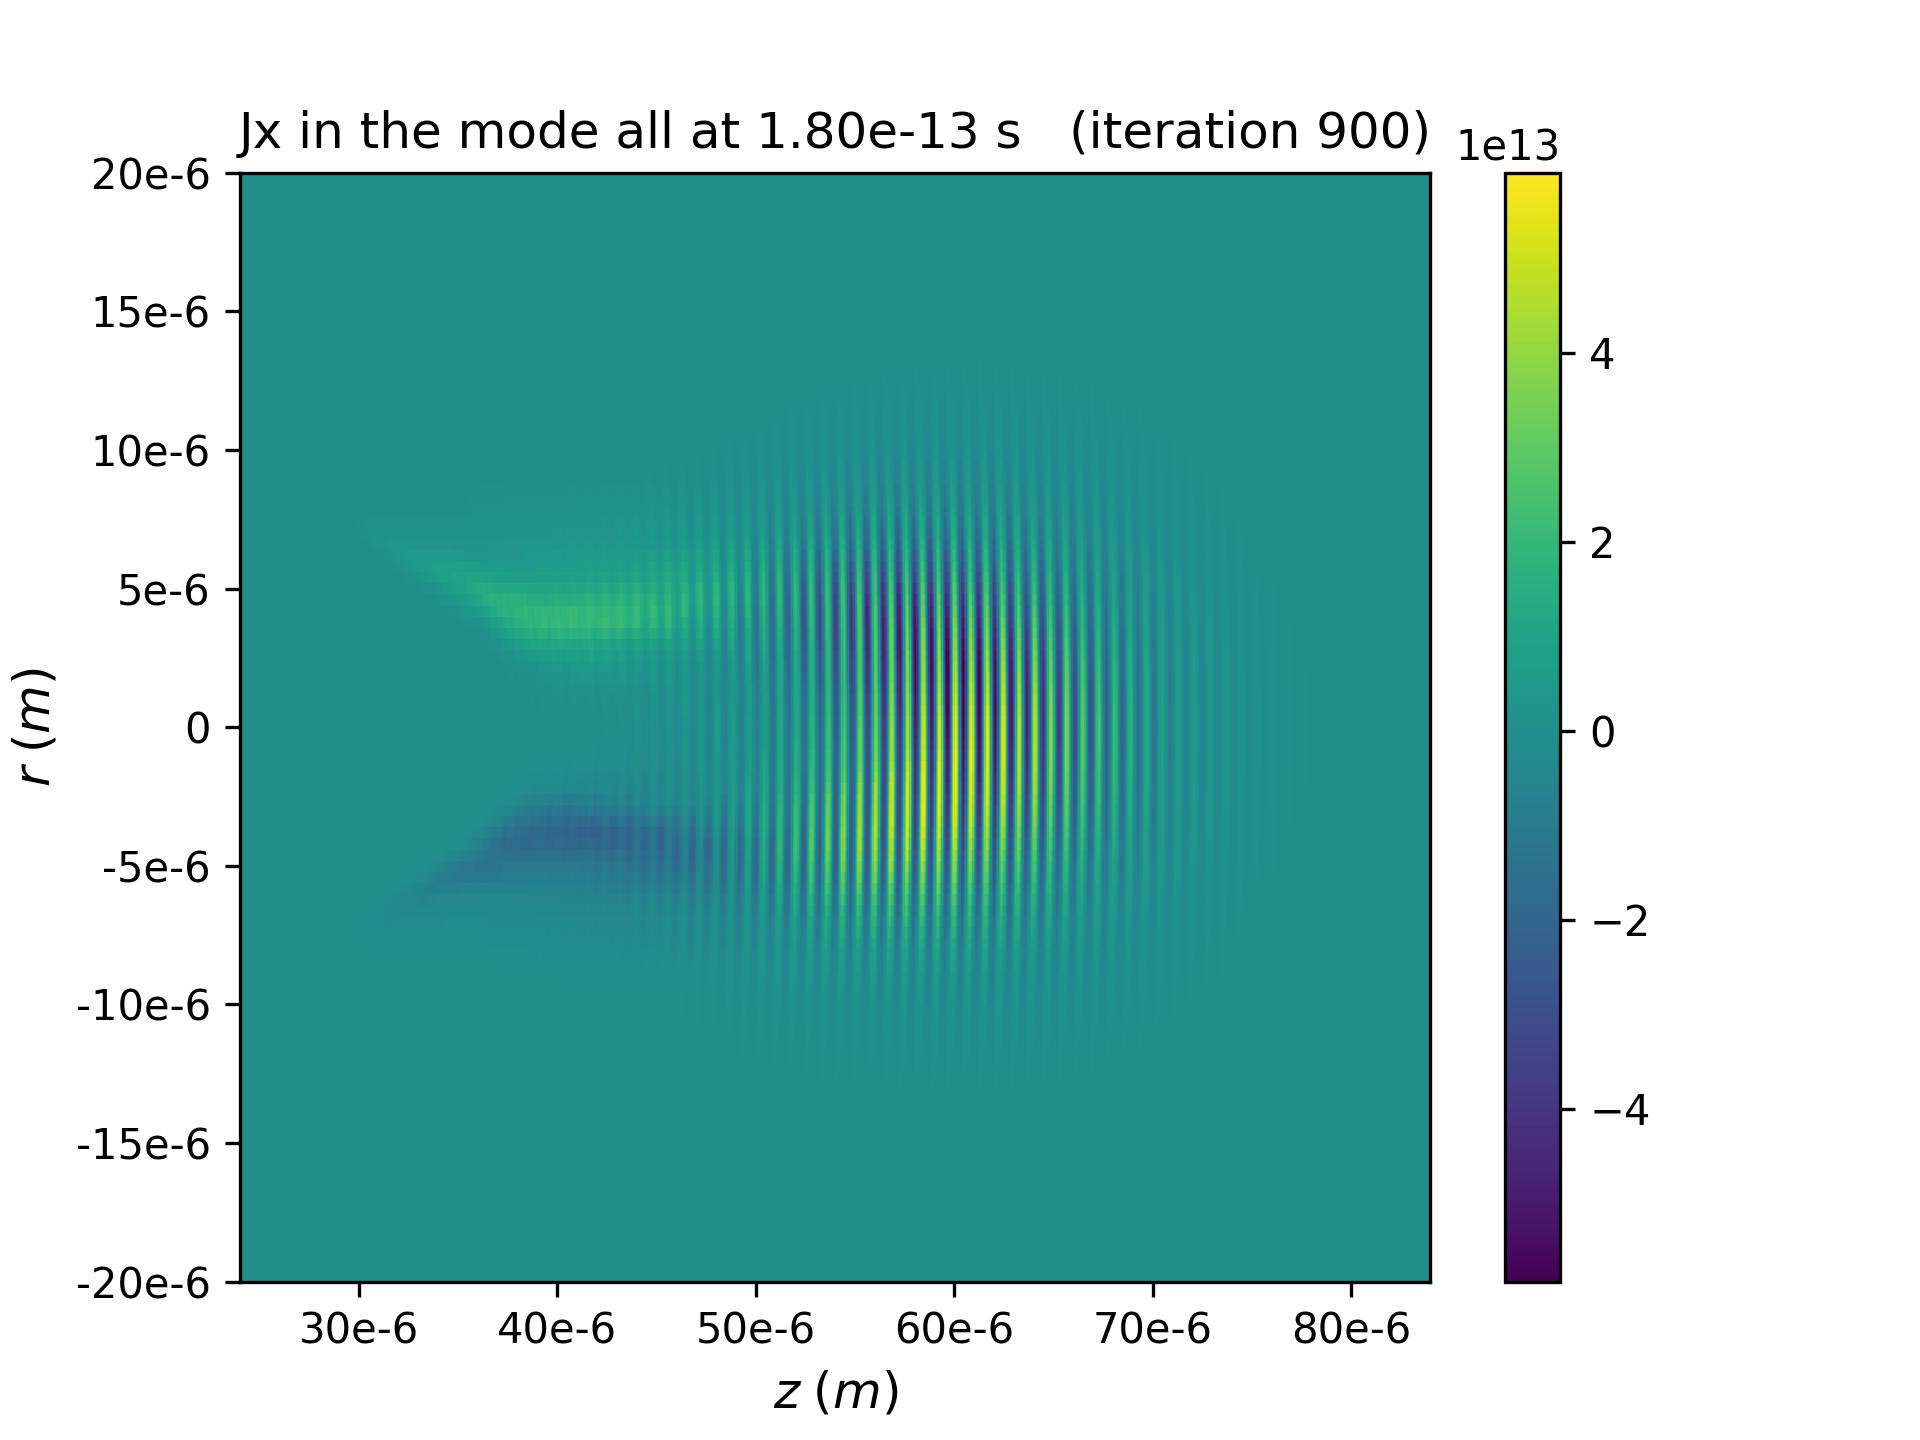 Jx in the mode all at 1.80e-13 s   (iteration 900)
1e13
20e-6
15e-6
10e-6
5e-6
0
-5e-6
-10e-6
-15e-6
-20e-6
r (m)
30e-6 40e-6 50e-6 60e-6 70e-6 80e-6
z (m)
4
2
0
−2
−4